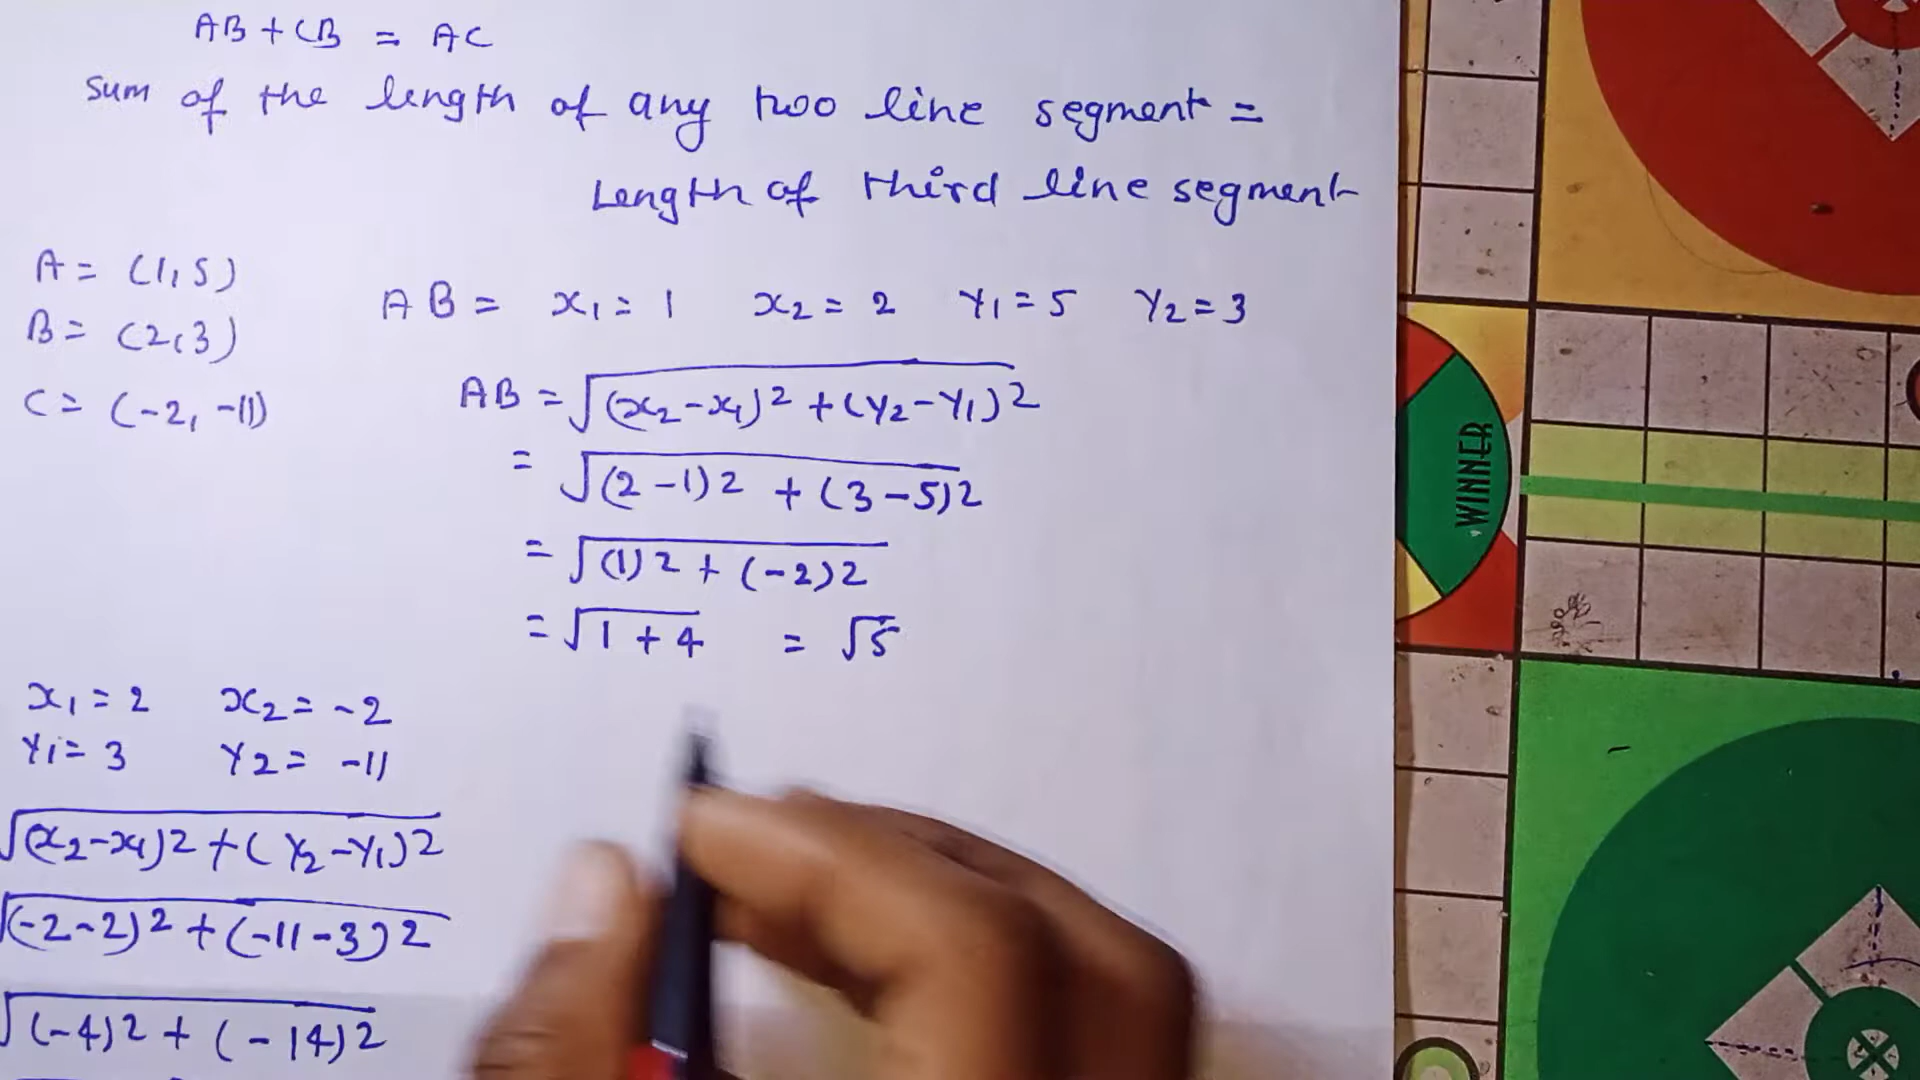 AB + CB = AC
Sum of the length of any two line segment =
Length of third line segment
A = (1,5)
B = (2,3)
C = (-2, -11)
AB = x₁ = 1 x₂ = 2 Y₁ = 5 Y₂ = 3
AB = √(x₂-x₁)2 + (Y₂-Y₁)2
= √(2-1)2 + (3-5)2
= √(1)2 + (-2)2
= √1+4 = √5
x₁ = 2 x₂ = -2
Y₁ = 3 Y₂ = -11
√(x₂-x₁)2 + (Y₂-Y₁)2
√(-2-2)2 + (-11-3)2
√(-4)2 + (-14)2
WINNER